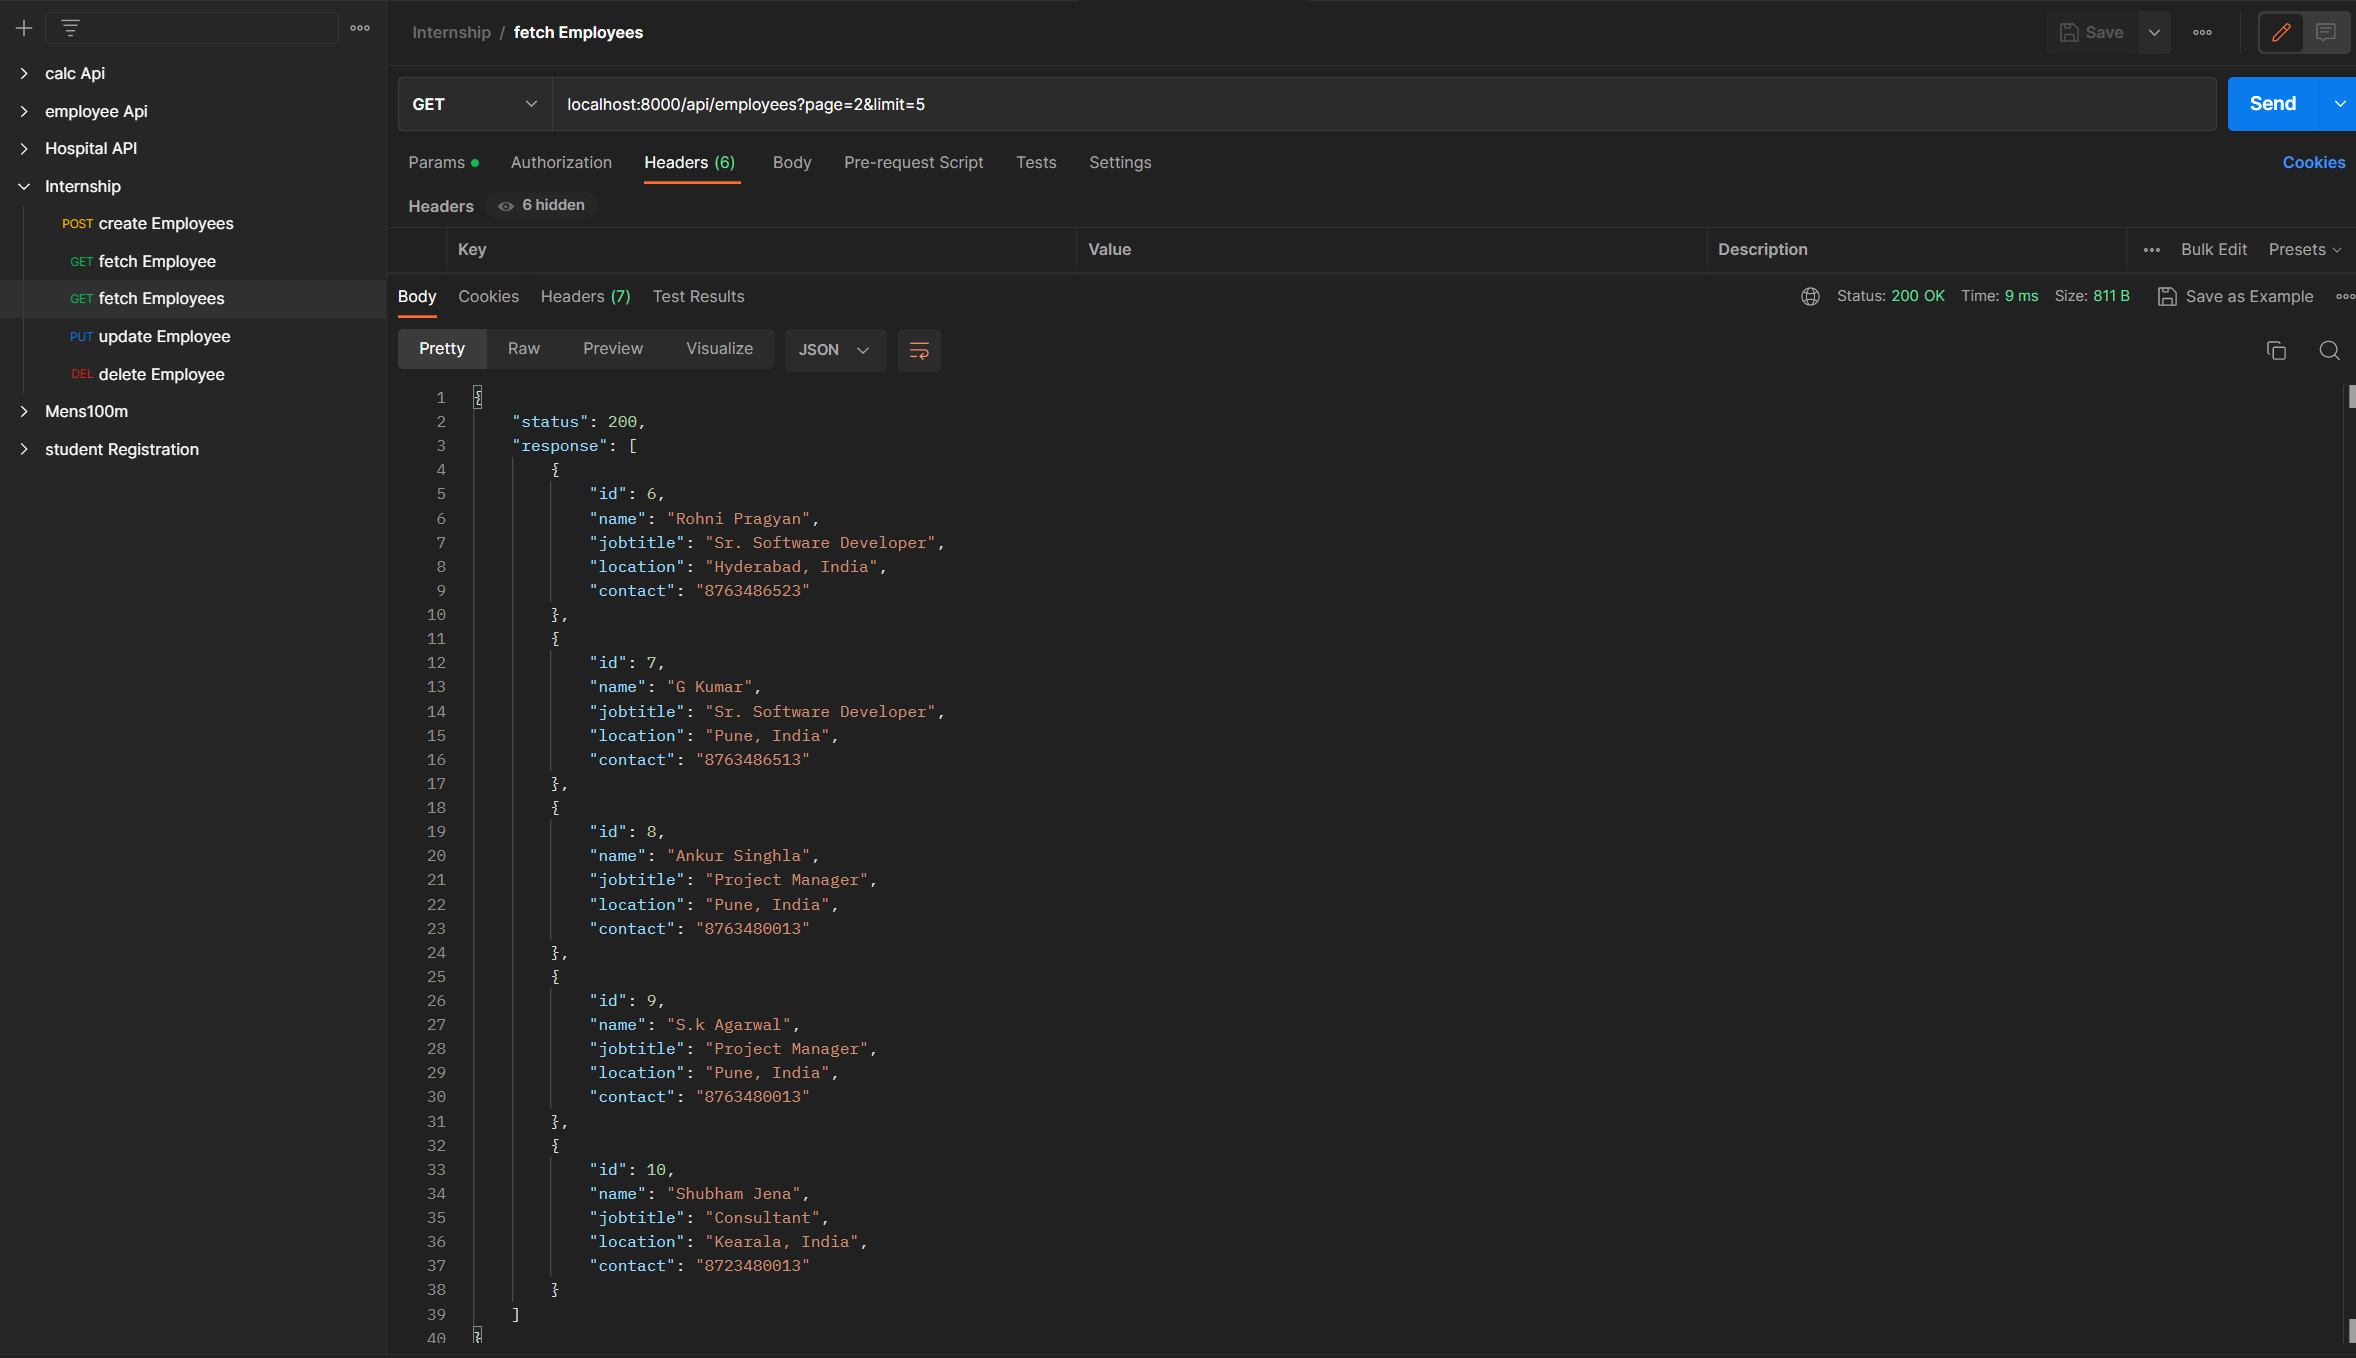 calc Api
employee Api
Hospital API
Internship
POST create Employees
GET fetch Employee
GET fetch Employees
PUT update Employee
DEL delete Employee
Mens100m
student Registration
Internship / fetch Employees
Save
GET localhost:8000/api/employees?page=2&limit=5
Send
Params Authorization Headers (6) Body Pre-request Script Tests Settings Cookies
Headers 6 hidden
Key Value Description Bulk Edit Presets
Body Cookies Headers (7) Test Results Status: 200 OK Time: 9 ms Size: 811 B Save as Example
Pretty Raw Preview Visualize JSON
1 {
2 "status": 200,
3 "response": [
4 {
5 "id": 6,
6 "name": "Rohni Pragyan",
7 "jobtitle": "Sr. Software Developer",
8 "location": "Hyderabad, India",
9 "contact": "8763486523"
10 },
11 {
12 "id": 7,
13 "name": "G Kumar",
14 "jobtitle": "Sr. Software Developer",
15 "location": "Pune, India",
16 "contact": "8763486513"
17 },
18 {
19 "id": 8,
20 "name": "Ankur Singhla",
21 "jobtitle": "Project Manager",
22 "location": "Pune, India",
23 "contact": "8763480013"
24 },
25 {
26 "id": 9,
27 "name": "S.k Agarwal",
28 "jobtitle": "Project Manager",
29 "location": "Pune, India",
30 "contact": "8763480013"
31 },
32 {
33 "id": 10,
34 "name": "Shubham Jena",
35 "jobtitle": "Consultant",
36 "location": "Kearala, India",
37 "contact": "8723480013"
38 }
39 ]
40 }